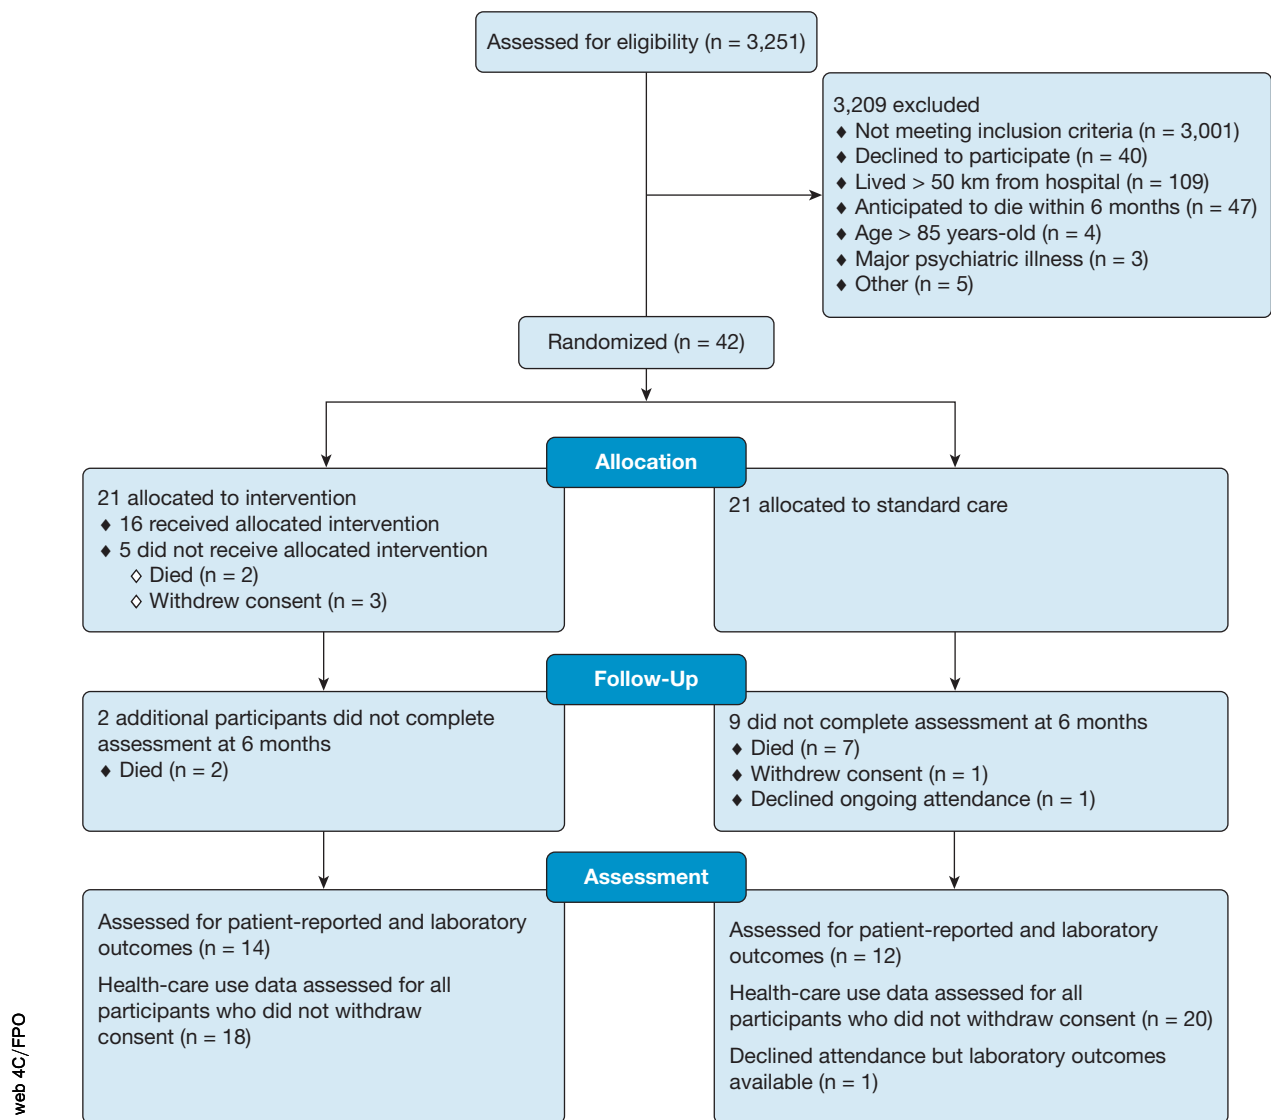 Assessed for eligibility (n = 3,251)
3,209 excluded
♦ Not meeting inclusion criteria (n = 3,001)
♦ Declined to participate (n = 40)
♦ Lived > 50 km from hospital (n = 109)
♦ Anticipated to die within 6 months (n = 47)
♦ Age > 85 years-old (n = 4)
♦ Major psychiatric illness (n = 3)
♦ Other (n = 5)
Randomized (n = 42)
Allocation
21 allocated to intervention
♦ 16 received allocated intervention
♦ 5 did not receive allocated intervention
◊ Died (n = 2)
◊ Withdrew consent (n = 3)
21 allocated to standard care
Follow-Up
2 additional participants did not complete
assessment at 6 months
♦ Died (n = 2)
9 did not complete assessment at 6 months
♦ Died (n = 7)
♦ Withdrew consent (n = 1)
♦ Declined ongoing attendance (n = 1)
Assessment
Assessed for patient-reported and laboratory
outcomes (n = 14)
Health-care use data assessed for all
participants who did not withdraw
consent (n = 18)
Assessed for patient-reported and laboratory
outcomes (n = 12)
Health-care use data assessed for all
participants who did not withdraw consent (n = 20)
Declined attendance but laboratory outcomes
available (n = 1)
web 4C/FPO